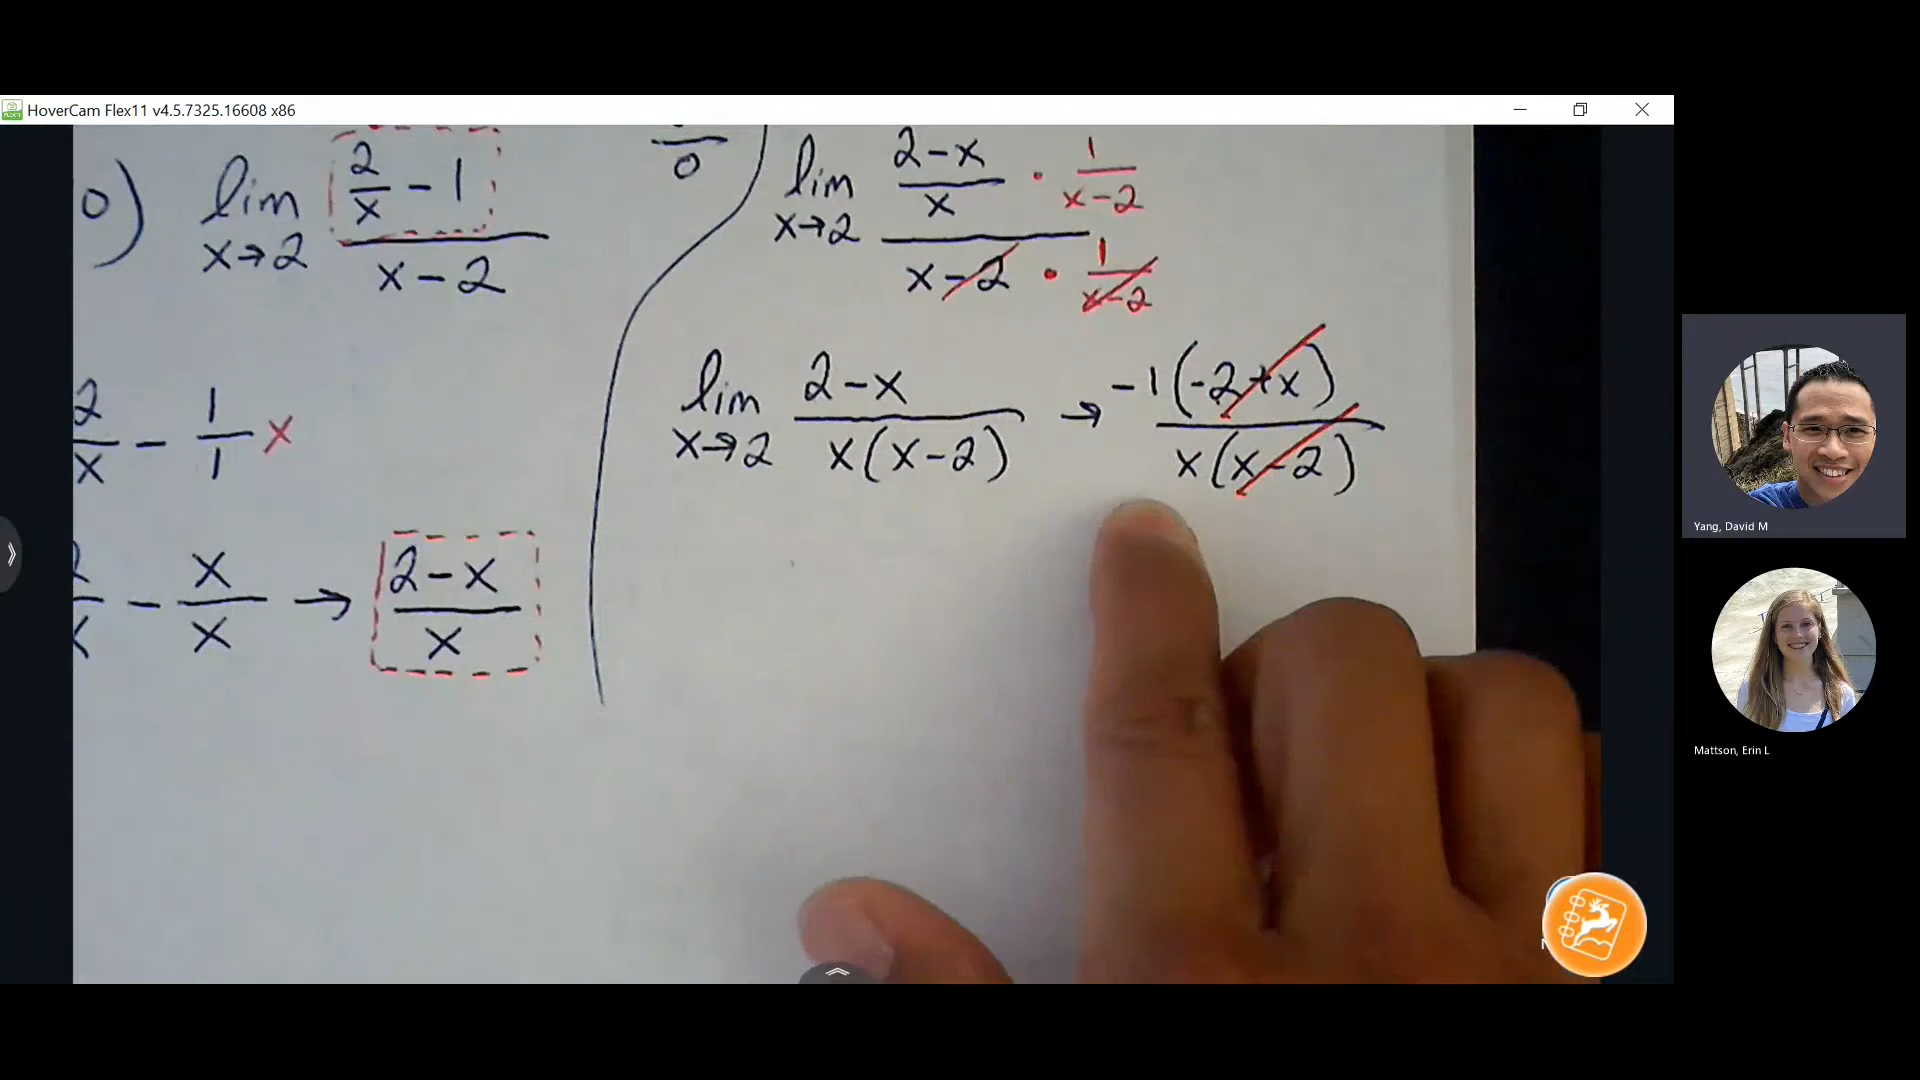 HoverCam Flex11 v4.5.7325.16608 x86
0) lim x→2 (2/x - 1)/(x - 2)
0
2/x - 1/1 x
- x/x → (2-x)/x
lim x→2 ((2-x)/x · 1/(x-2))/(x-2 · 1/(x-2))
lim x→2 (2-x)/(x(x-2)) → -1(-2+x)/(x(x-2))
Yang, David M
Mattson, Erin L